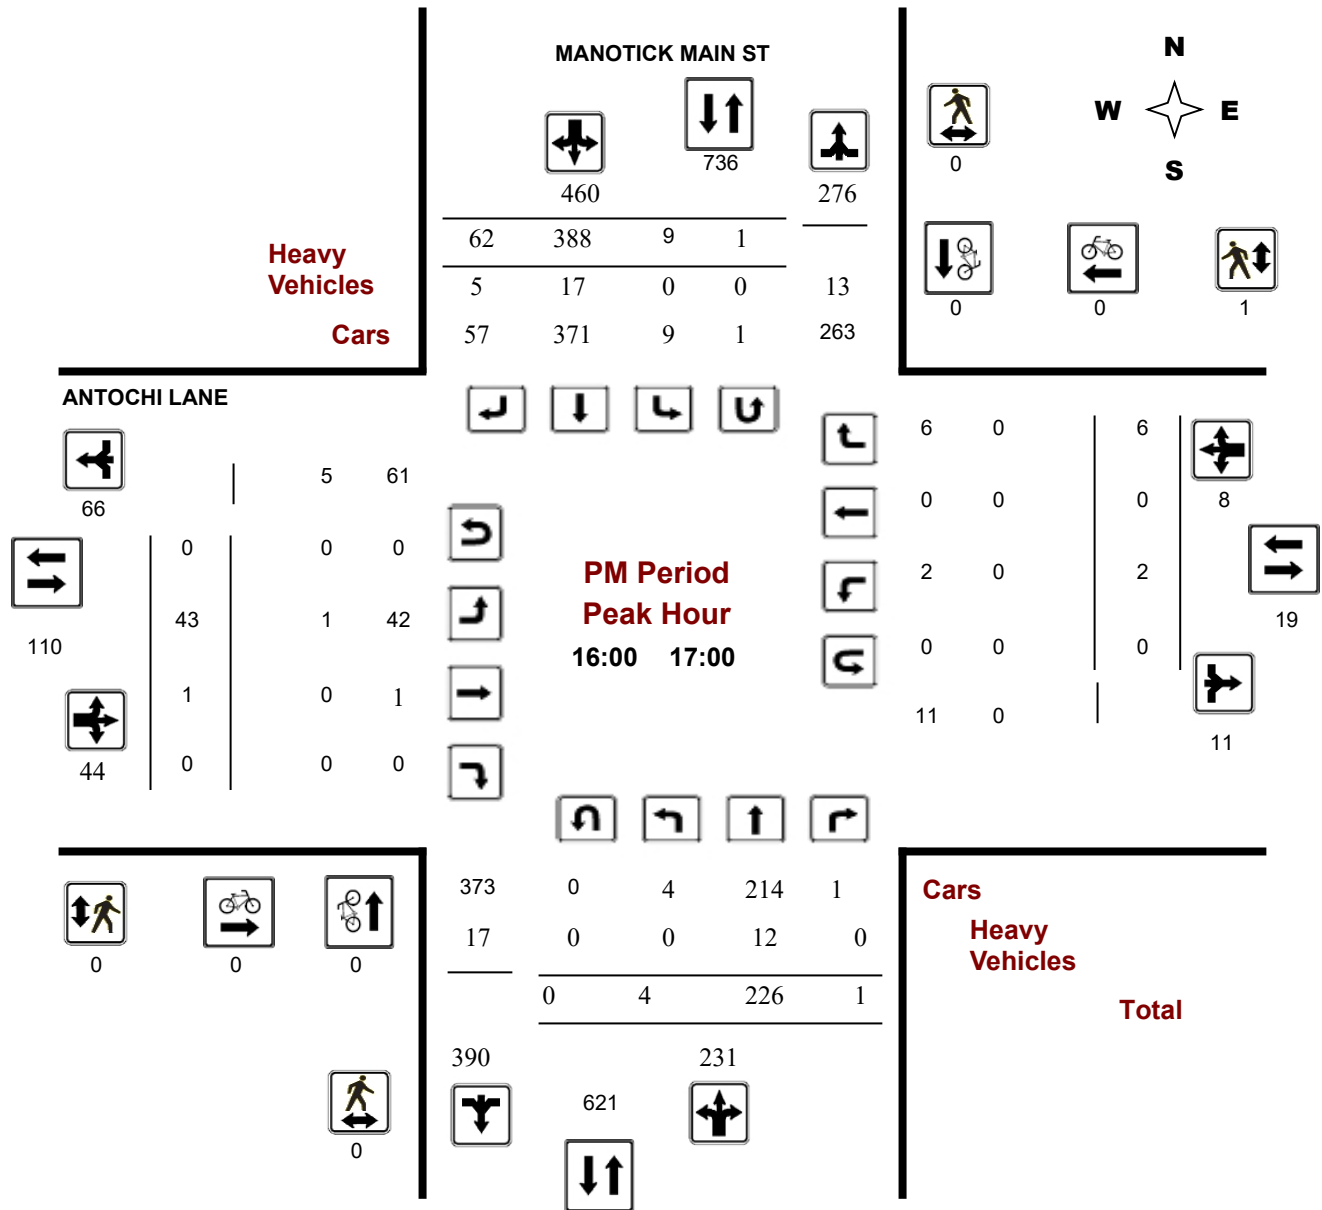 MANOTICK MAIN ST
N
W E
S
736
0
460 276
62 388 9 1
Heavy
Vehicles
5 17 0 0 13
0 0 1
Cars 57 371 9 1 263
ANTOCHI LANE
6 0 6
5 61
66
0 0 0 8
0 0 0
PM Period
2 0 2
Peak Hour
43 1 42
19
110
16:00 17:00
0 0 0
1 0 1
11 0
11
44 0 0 0
373 0 4 214 1 Cars
17 0 0 12 0
Heavy
Vehicles
0 0 0
0 4 226 1
Total
390 231
621
0